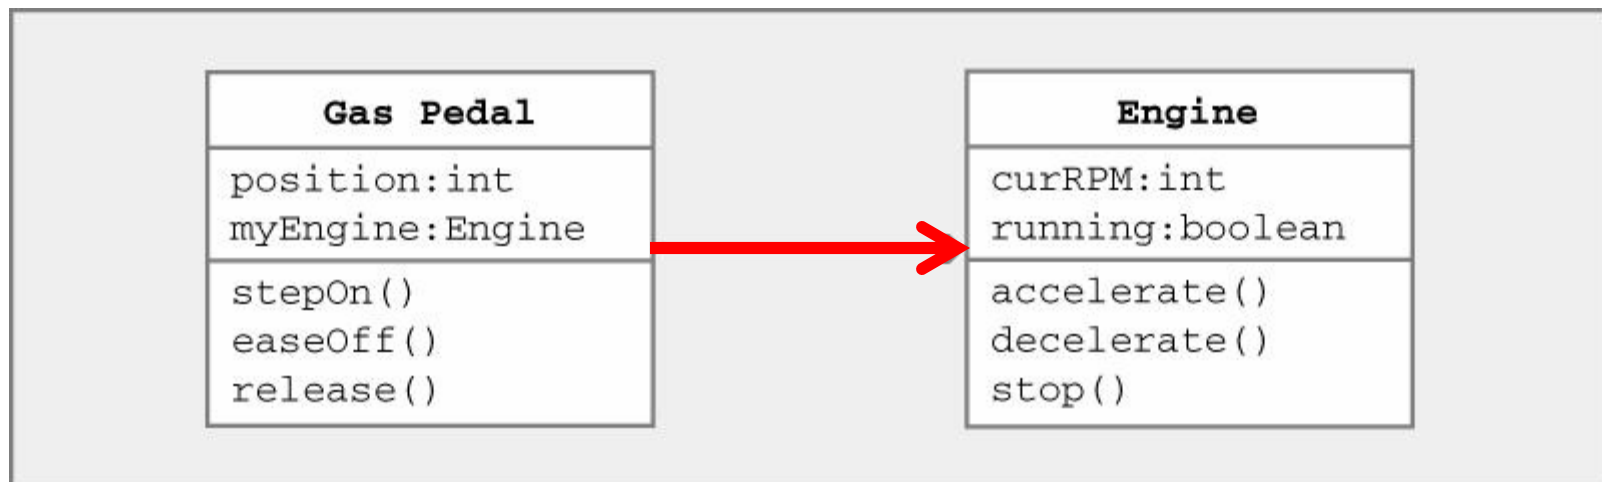 Gas Pedal
position:int
myEngine:Engine
stepOn()
easeOff()
release()
Engine
curRPM:int
running:boolean
accelerate()
decelerate()
stop()